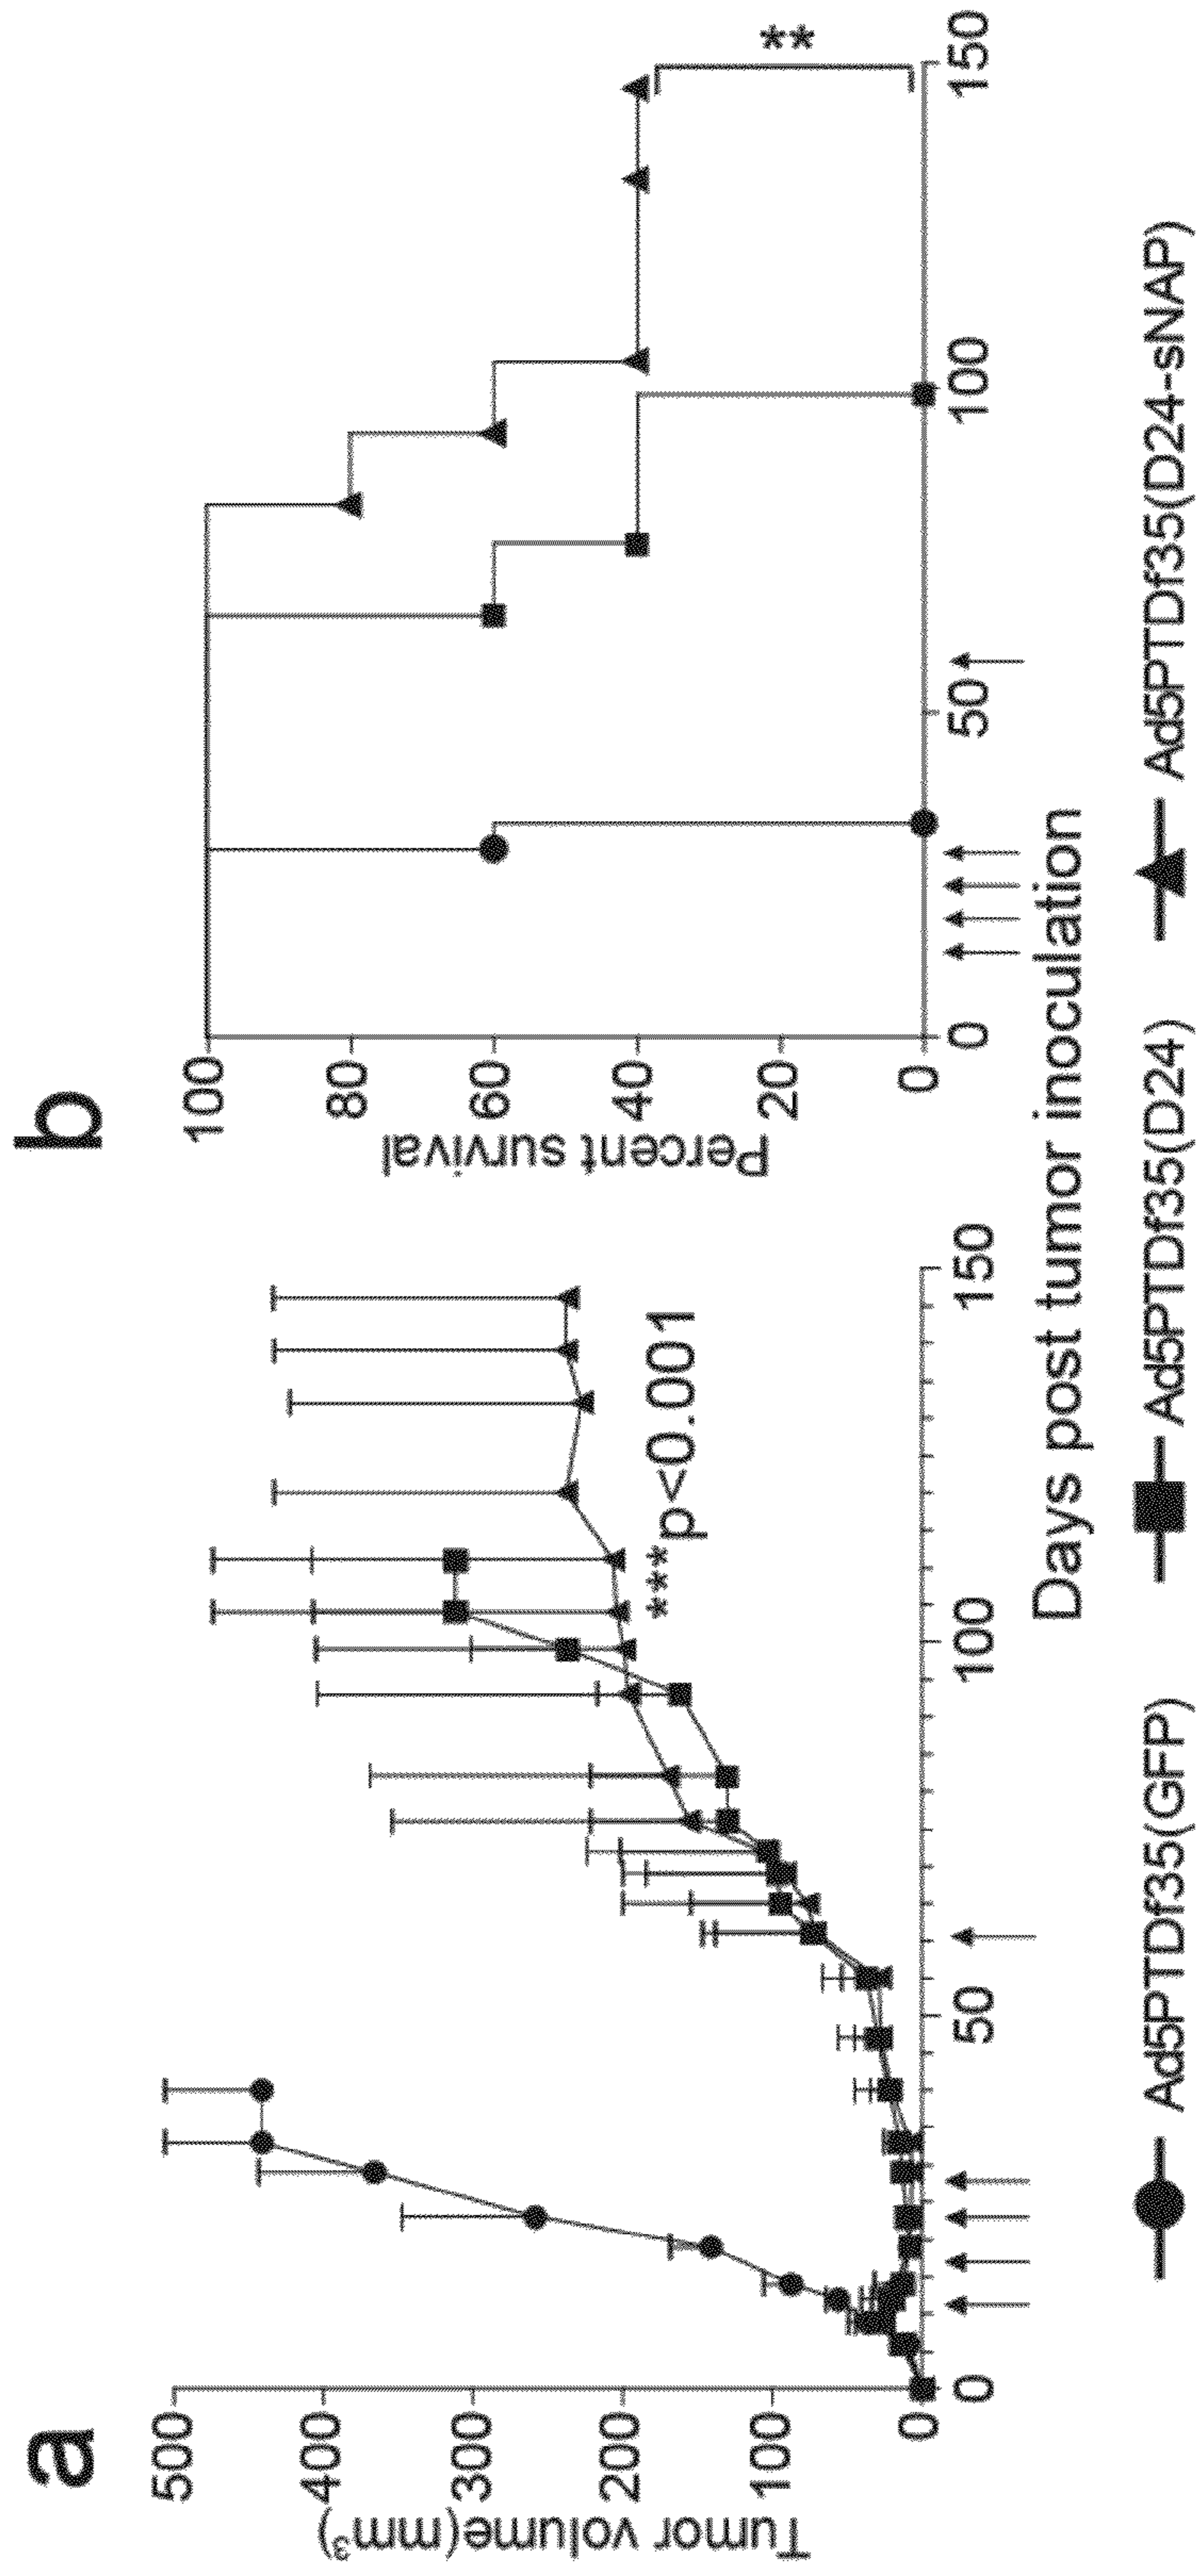 a
Tumor volume(mm³)
500
400
300
200
100
0
0
50
100
150
***p<0.001
b
Percent survival
100
80
60
40
20
0
0
50
100
150
**
Days post tumor inoculation
Ad5PTDf35(GFP)
Ad5PTDf35(D24)
Ad5PTDf35(D24-sNAP)